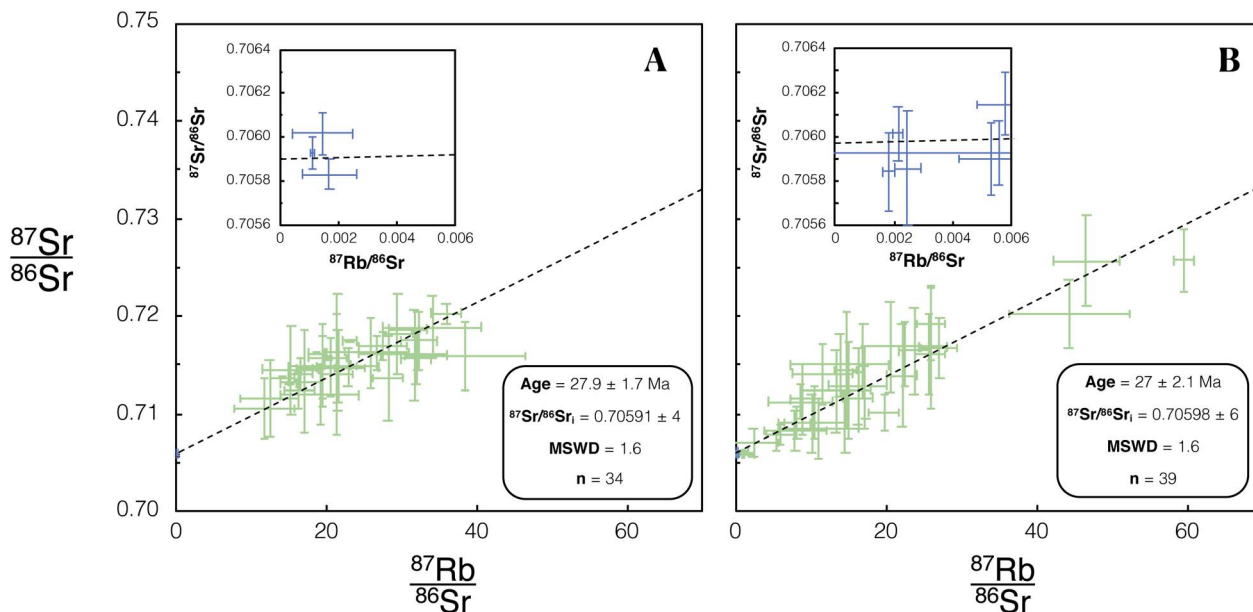 0.75
0.74
0.73
0.72
0.71
0.70
87Sr
86Sr
0.7064
0.7062
0.7060
0.7058
0.7056
87Sr/86Sr
0
0.002
0.004
0.006
87Rb/86Sr
A
Age = 27.9 ± 1.7 Ma
87Sr/86Sri = 0.70591 ± 4
MSWD = 1.6
n = 34
0
20
40
60
87Rb
86Sr
0.7064
0.7062
0.7060
0.7058
0.7056
87Sr/86Sr
0
0.002
0.004
0.006
87Rb/86Sr
B
Age = 27 ± 2.1 Ma
87Sr/86Sri = 0.70598 ± 6
MSWD = 1.6
n = 39
0
20
40
60
87Rb
86Sr